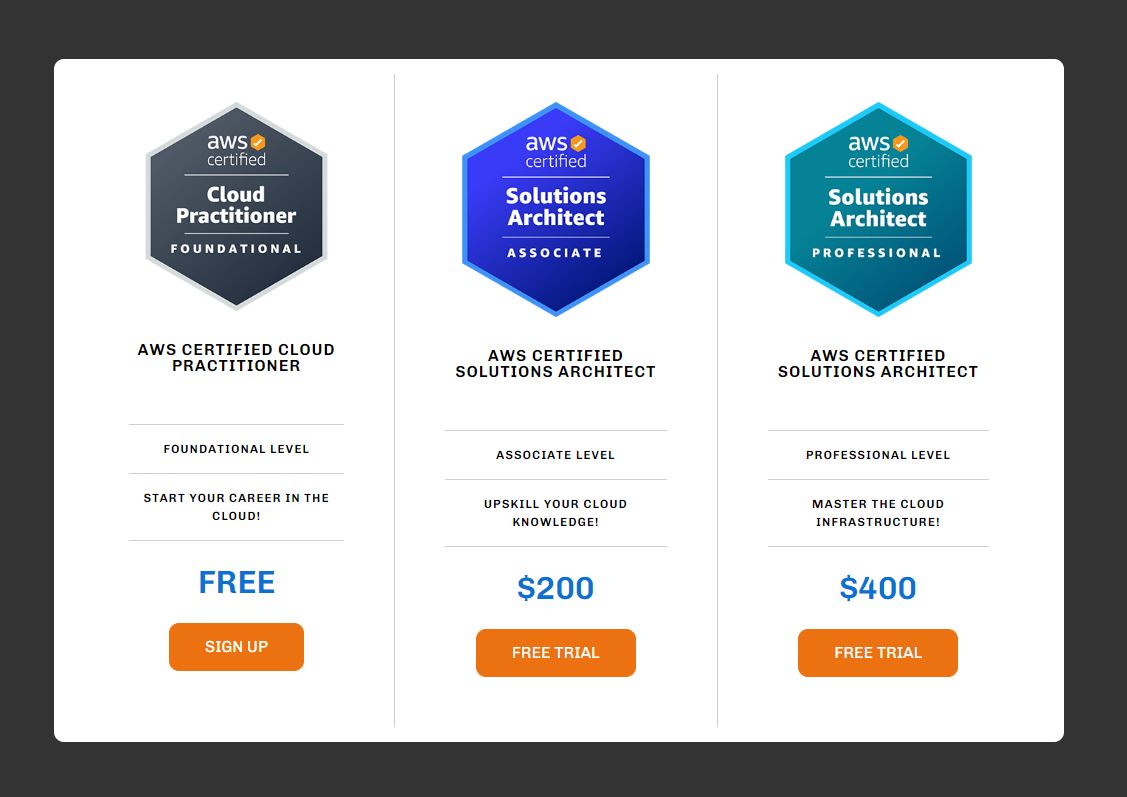 aws
certified
Cloud
Practitioner
FOUNDATIONAL
AWS CERTIFIED CLOUD
PRACTITIONER
FOUNDATIONAL LEVEL
START YOUR CAREER IN THE
CLOUD!
FREE
SIGN UP
aws
certified
Solutions
Architect
ASSOCIATE
AWS CERTIFIED
SOLUTIONS ARCHITECT
ASSOCIATE LEVEL
UPSKILL YOUR CLOUD
KNOWLEDGE!
$200
FREE TRIAL
aws
certified
Solutions
Architect
PROFESSIONAL
AWS CERTIFIED
SOLUTIONS ARCHITECT
PROFESSIONAL LEVEL
MASTER THE CLOUD
INFRASTRUCTURE!
$400
FREE TRIAL